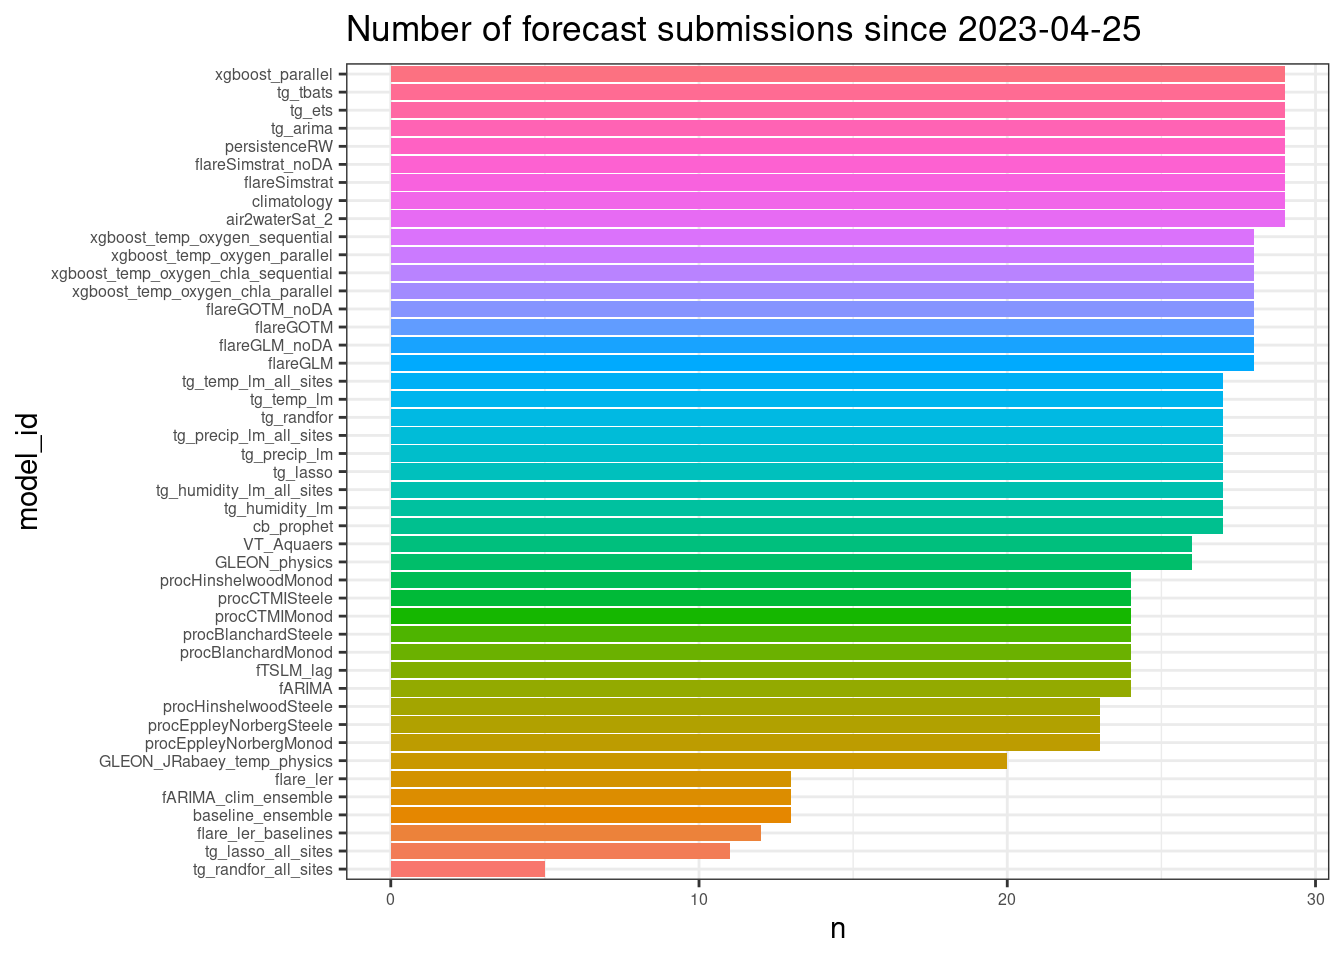 Number of forecast submissions since 2023-04-25
model_id
xgboost_parallel
tg_tbats
tg_ets
tg_arima
persistenceRW
flareSimstrat_noDA
flareSimstrat
climatology
air2waterSat_2
xgboost_temp_oxygen_sequential
xgboost_temp_oxygen_parallel
xgboost_temp_oxygen_chla_sequential
xgboost_temp_oxygen_chla_parallel
flareGOTM_noDA
flareGOTM
flareGLM_noDA
flareGLM
tg_temp_lm_all_sites
tg_temp_lm
tg_randfor
tg_precip_lm_all_sites
tg_precip_lm
tg_lasso
tg_humidity_lm_all_sites
tg_humidity_lm
cb_prophet
VT_Aquaers
GLEON_physics
procHinshelwoodMonod
procCTMISteele
procCTMIMonod
procBlanchardSteele
procBlanchardMonod
fTSLM_lag
fARIMA
procHinshelwoodSteele
procEppleyNorbergSteele
procEppleyNorbergMonod
GLEON_JRabaey_temp_physics
flare_ler
fARIMA_clim_ensemble
baseline_ensemble
flare_ler_baselines
tg_lasso_all_sites
tg_randfor_all_sites
0 10 20 30
n